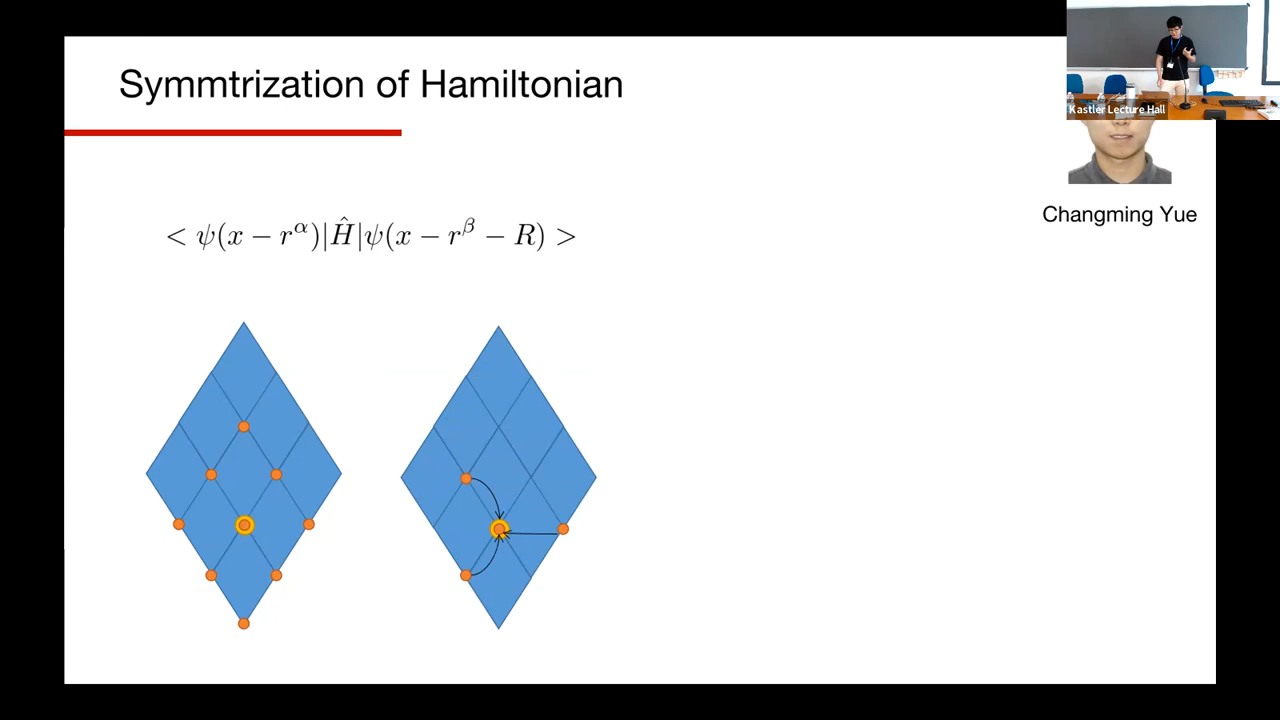 Symmtrization of Hamiltonian
Kastler Lecture Hall
Changming Yue
< ψ(x − r^α)|Ĥ|ψ(x − r^β − R) >